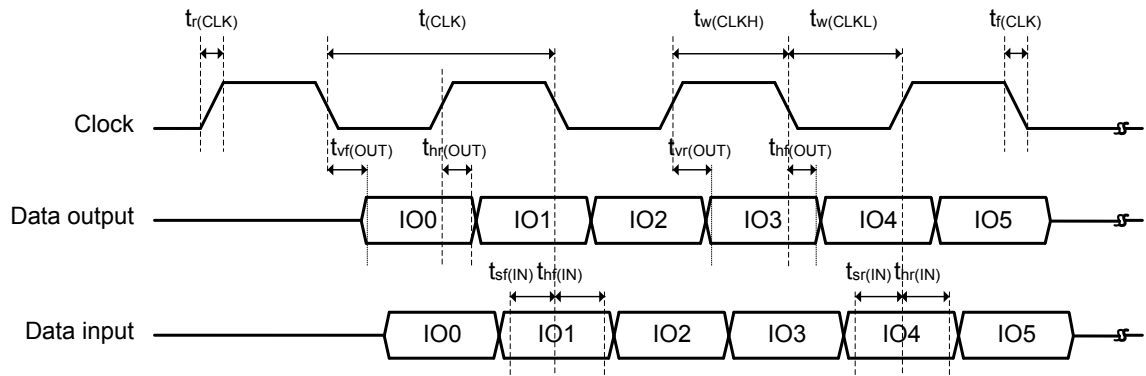 tr(CLK) t(CLK) tw(CLKH) tw(CLKL) tf(CLK)
Clock
tvf(OUT) thr(OUT) tvr(OUT) thf(OUT)
Data output IO0 IO1 IO2 IO3 IO4 IO5
tsf(IN) thf(IN) tsr(IN) thr(IN)
Data input IO0 IO1 IO2 IO3 IO4 IO5